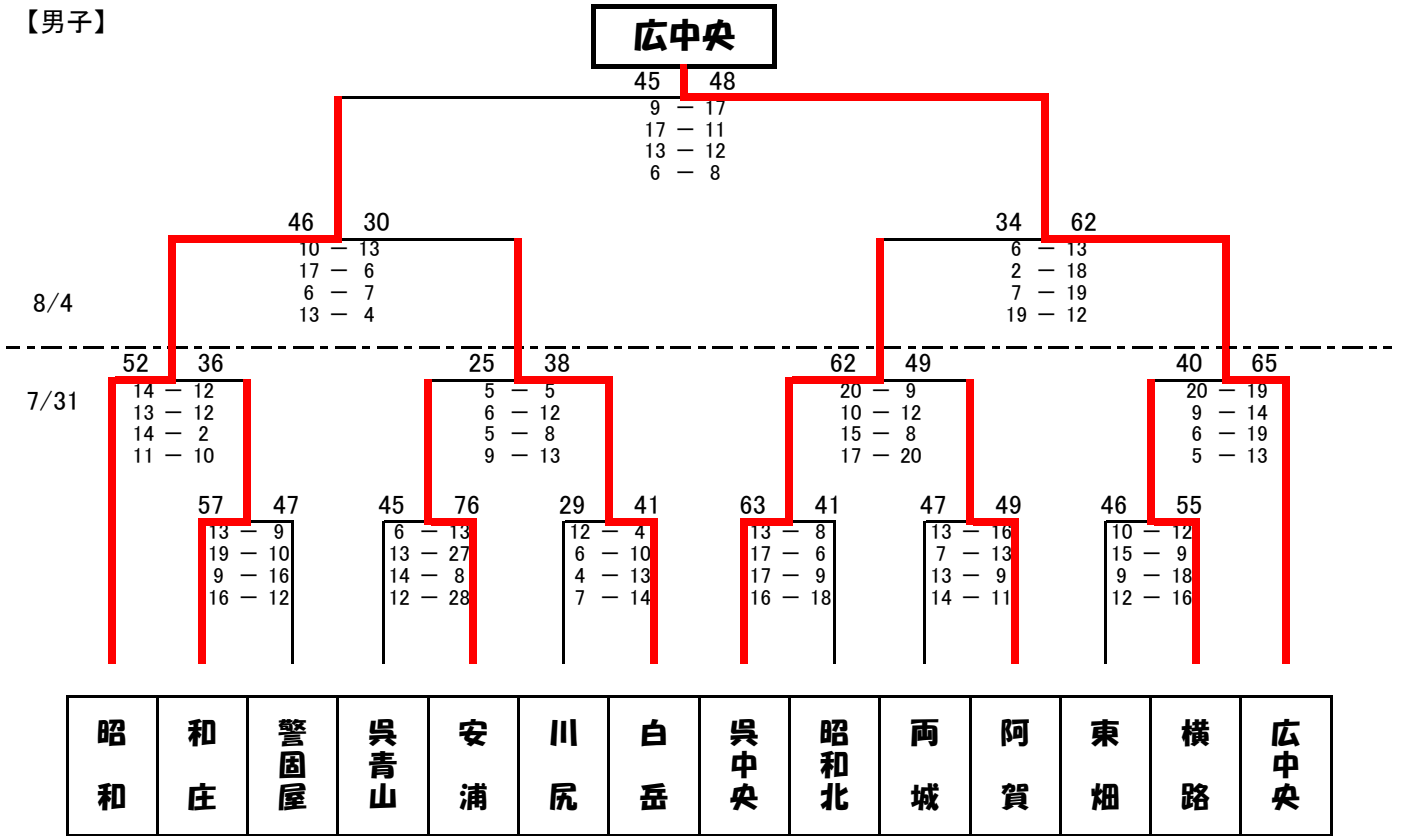 【男子】
広中央
45 48
9 － 17
17 － 11
13 － 12
6 － 8
46 30
10 － 13
17 － 6
6 － 7
13 － 4
34 62
6 － 13
2 － 18
7 － 19
19 － 12
8/4
7/31
52 36
14 － 12
13 － 12
14 － 2
11 － 10
25 38
5 － 5
6 － 12
5 － 8
9 － 13
62 49
20 － 9
10 － 12
15 － 8
17 － 20
40 65
20 － 19
9 － 14
6 － 19
5 － 13
57 47
13 － 9
19 － 10
9 － 16
16 － 12
45 76
6 － 13
13 － 27
14 － 8
12 － 28
29 41
12 － 4
6 － 10
4 － 13
7 － 14
63 41
13 － 8
17 － 6
17 － 9
16 － 18
47 49
13 － 16
7 － 13
13 － 9
14 － 11
46 55
10 － 12
15 － 9
9 － 18
12 － 16
昭和
和庄
警固屋
呉青山
安浦
川尻
白岳
呉中央
昭和北
両城
阿賀
東畑
横路
広中央